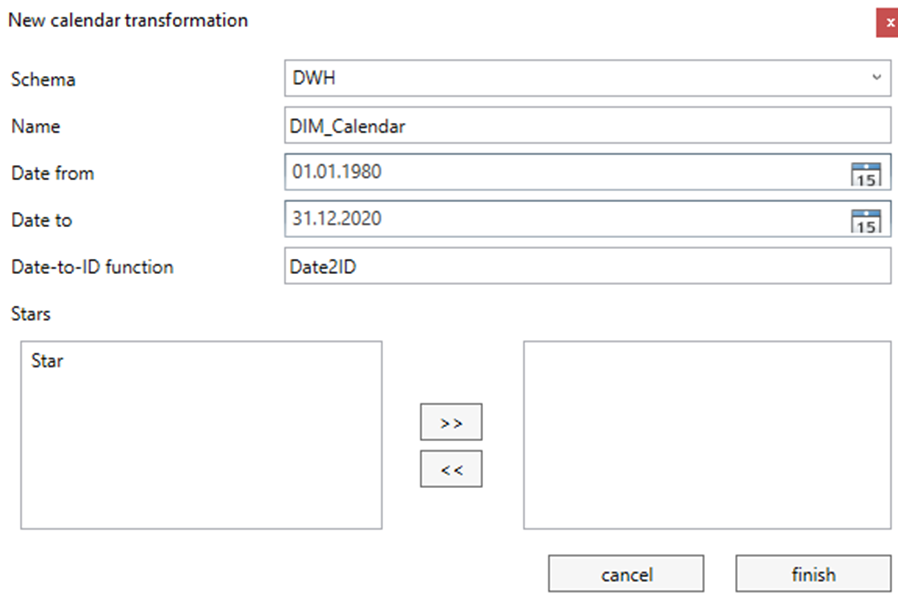 New calendar transformation
x
Schema
DWH
Name
DIM_Calendar
Date from
01.01.1980
15
Date to
31.12.2020
15
Date-to-ID function
Date2ID
Stars
Star
>>
<<
cancel
finish